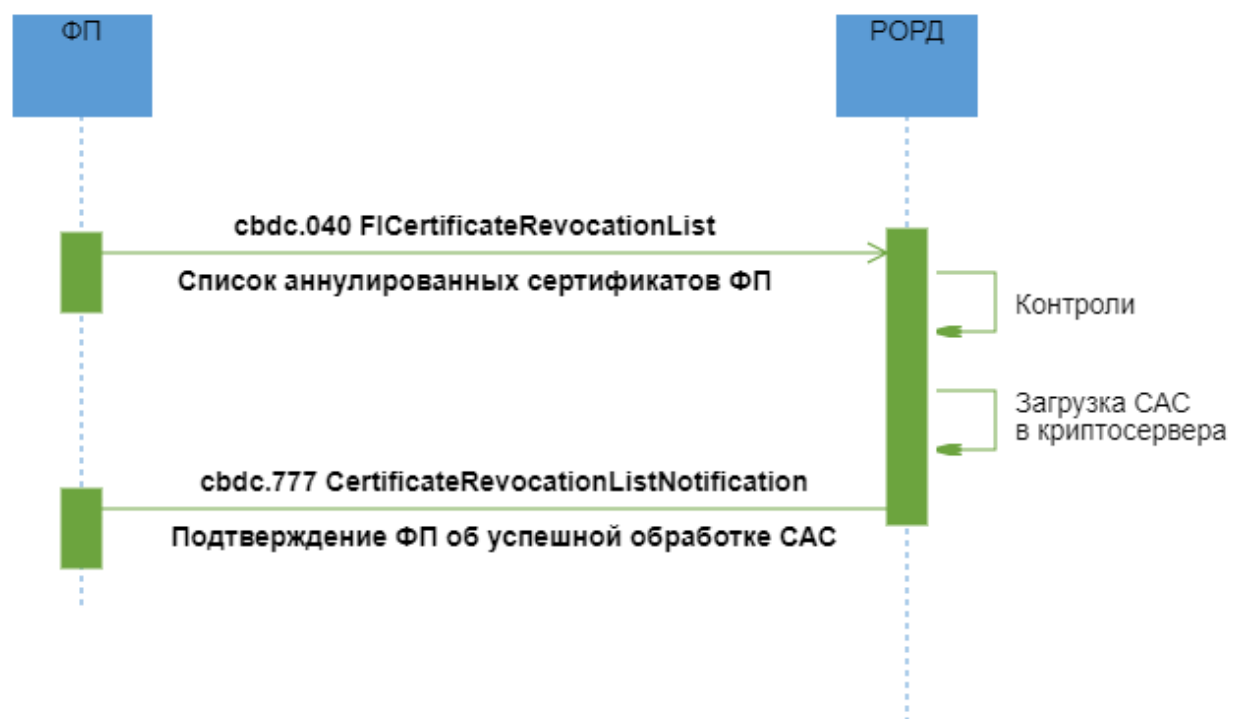 ФП
РОРД
cbdc.040 FICertificateRevocationList
Список аннулированных сертификатов ФП
Контроли
Загрузка САС
в криптосервера
cbdc.777 CertificateRevocationListNotification
Подтверждение ФП об успешной обработке САС